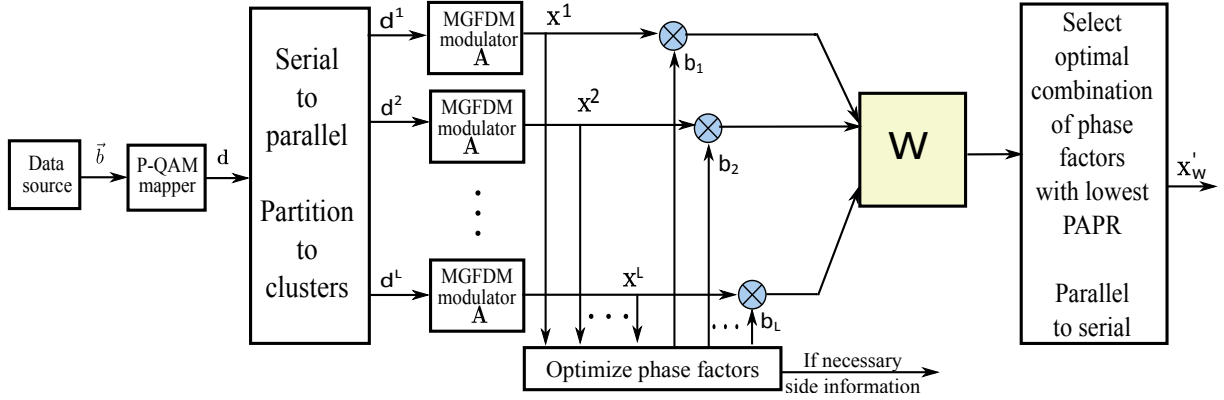 Data
source
b⃗
P-QAM
mapper
d
Serial
to
parallel
Partition
to
clusters
d¹
MGFDM
modulator
A
x¹
b₁
d²
MGFDM
modulator
A
x²
b₂
dᴸ
MGFDM
modulator
A
xᴸ
b_L
Optimize phase factors
If necessary
side information
W
Select
optimal
combination
of phase
factors
with lowest
PAPR
Parallel
to serial
x'_w